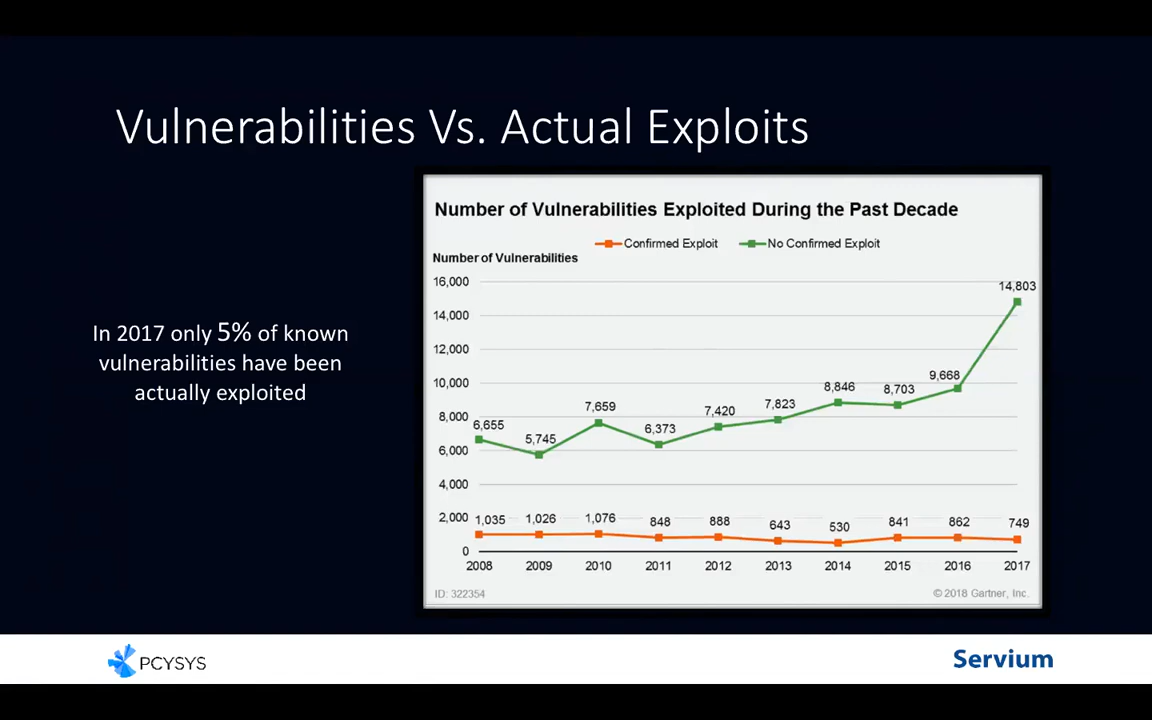 Vulnerabilities Vs. Actual Exploits
In 2017 only 5% of known
vulnerabilities have been
actually exploited
Number of Vulnerabilities Exploited During the Past Decade
Confirmed Exploit No Confirmed Exploit
Number of Vulnerabilities
16,000
14,000
12,000
10,000
8,000
6,000
4,000
2,000
0
6,655 5,745 7,659 6,373 7,420 7,823 8,846 8,703 9,668 14,803
1,035 1,026 1,076 848 888 643 530 841 862 749
2008 2009 2010 2011 2012 2013 2014 2015 2016 2017
ID: 322354 © 2018 Gartner, Inc.
PCYSYS Servium